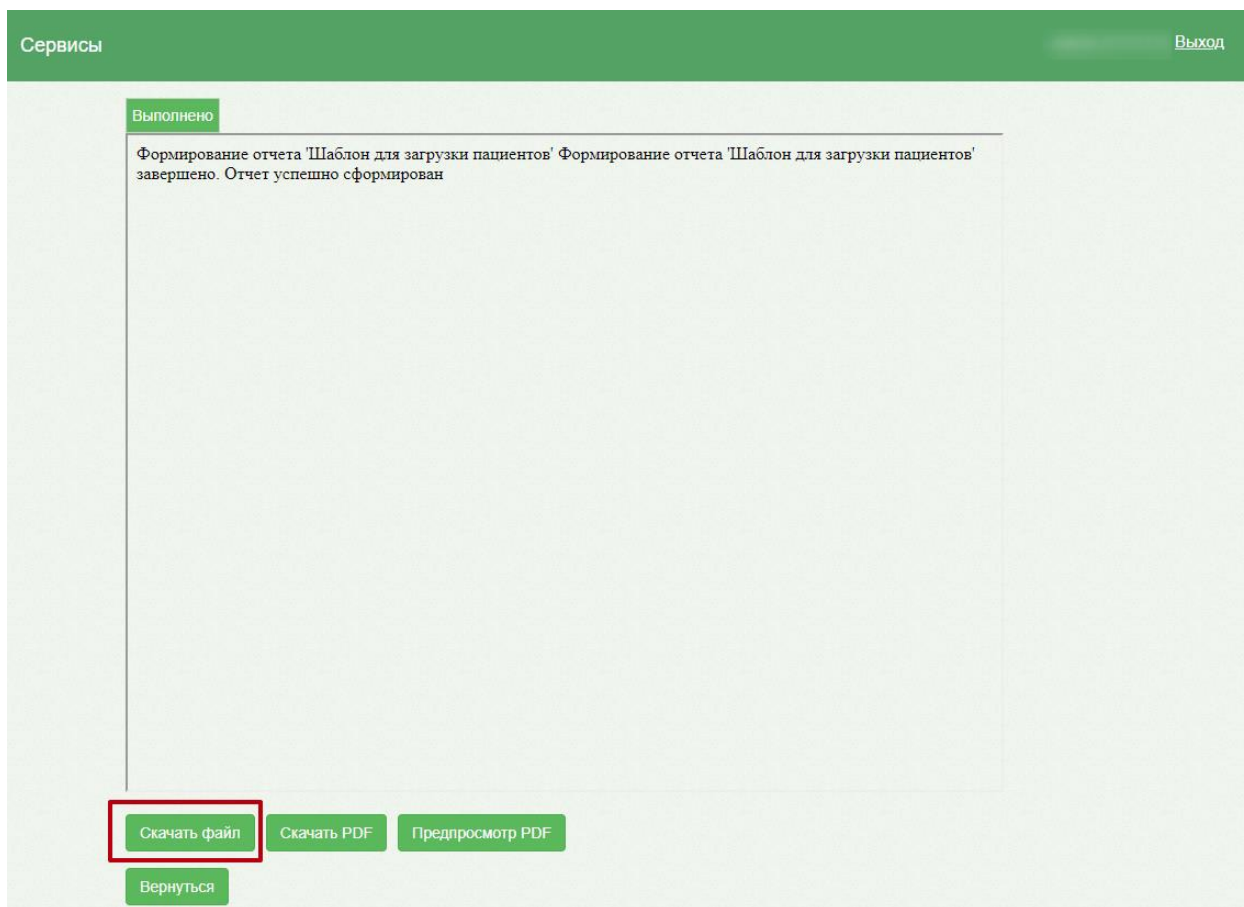 Сервисы
Выход
Выполнено
Формирование отчета 'Шаблон для загрузки пациентов' Формирование отчета 'Шаблон для загрузки пациентов'
завершено. Отчет успешно сформирован
Скачать файл Скачать PDF Предпросмотр PDF
Вернуться